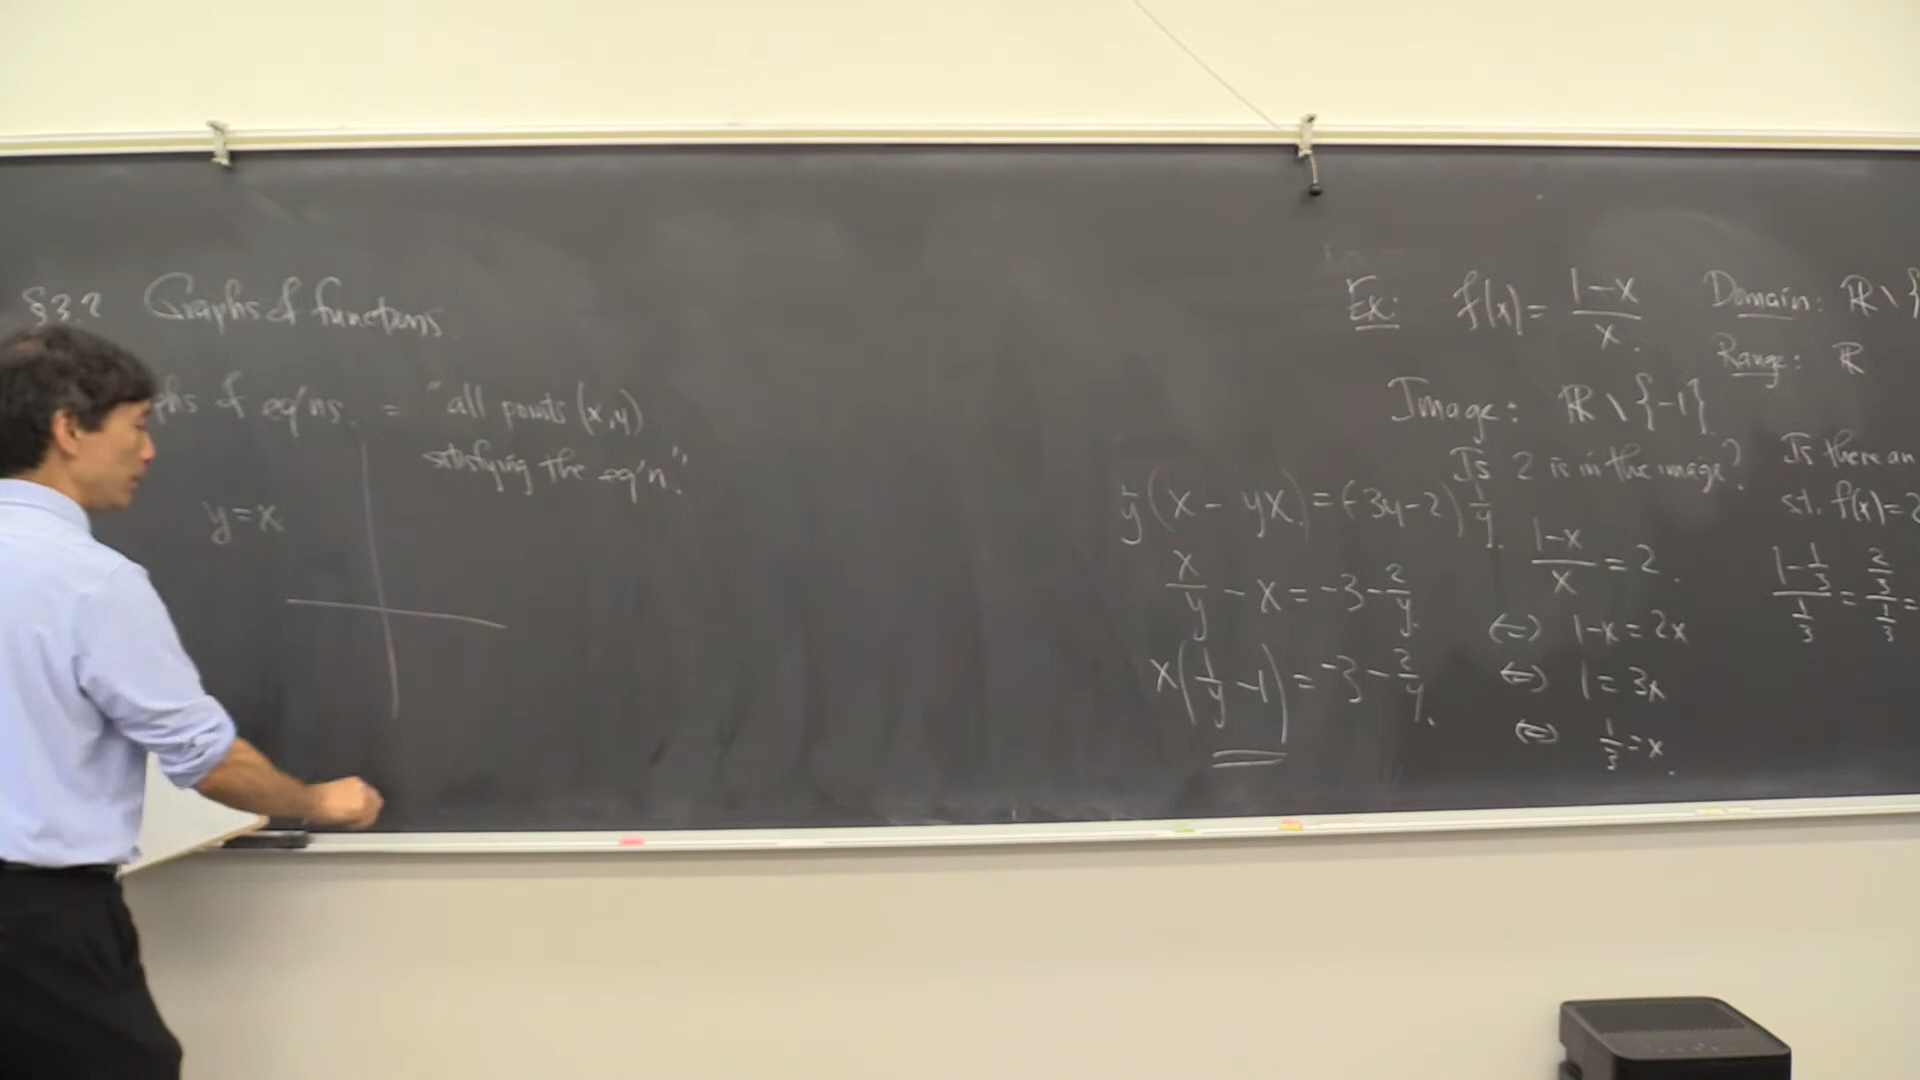 §3.2 Graphs of functions
phs of eq'ns. = "all points (x,y)
satisfying the eq'n."
y=x
y(x - yx) = (-3y-2) 1/y
x/y - x = -3 - 2/y.
x(1/y - 1) = -3 - 2/y.
Ex: f(x) = 1-x/x.
Domain: ℝ \ {
Range: ℝ
Image: ℝ \ {-1}
Is 2 is in the image?
1-x/x = 2.
⇔ 1-x = 2x
⇔ 1 = 3x
⇔ 1/3 = x.
Is there an
s.t. f(x) = 2
1-1/3 / 1/3 = 2/3 / 1/3 =